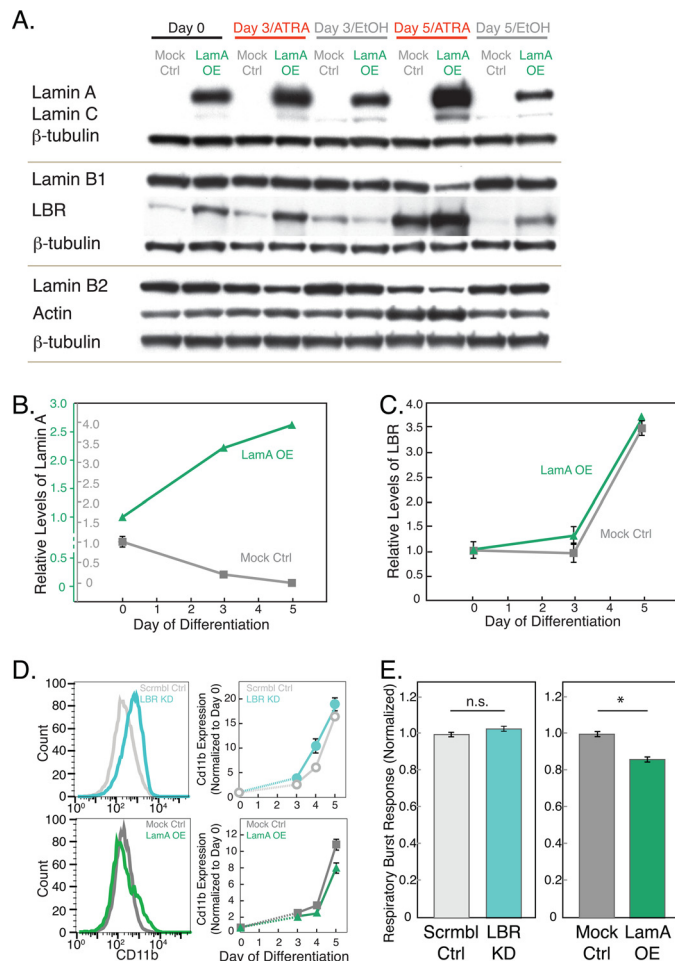 A.
Day 0 Day 3/ATRA Day 3/EtOH Day 5/ATRA Day 5/EtOH
Mock Ctrl LamA OE Mock Ctrl LamA OE Mock Ctrl LamA OE Mock Ctrl LamA OE Mock Ctrl LamA OE
Lamin A
Lamin C
β-tubulin
Lamin B1
LBR
β-tubulin
Lamin B2
Actin
β-tubulin
B.
Relative Levels of Lamin A
3.0
2.5
2.0
1.5
1.0
0.5
0
4.0
3.5
3.0
2.5
2.0
1.5
1.0
0.5
0
LamA OE
Mock Ctrl
0 1 2 3 4 5
Day of Differentiation
C.
Relative Levels of LBR
4.0
3.5
3.0
2.5
2.0
1.5
1.0
0.5
0
LamA OE
Mock Ctrl
0 1 2 3 4 5
Day of Differentiation
D.
Count
100
80
60
40
20
0
Scrmbl Ctrl
LBR KD
10⁰ 10² 10⁴
Cd11b Expression
(Normalized to Day 0)
20
15
10
5
0
Scrmbl Ctrl
LBR KD
0 1 2 3 4 5
Count
100
80
60
40
20
0
Mock Ctrl
LamA OE
10⁰ 10² 10⁴
CD11b
Cd11b Expression
(Normalized to Day 0)
12
10
8
6
4
2
0
Mock Ctrl
LamA OE
0 1 2 3 4 5
Day of Differentiation
E.
Respiratory Burst Response (Normalized)
1.2
1.0
0.8
0.6
0.4
0.2
0
n.s.
Scrmbl Ctrl
LBR KD
1.2
1.0
0.8
0.6
0.4
0.2
0
*
Mock Ctrl
LamA OE